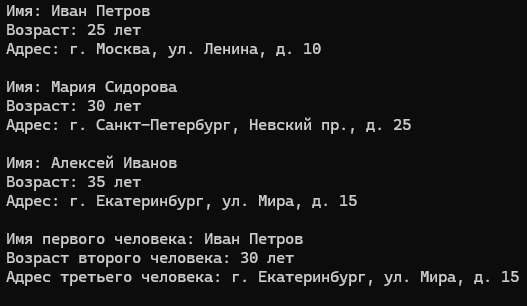 Имя: Иван Петров
Возраст: 25 лет
Адрес: г. Москва, ул. Ленина, д. 10
Имя: Мария Сидорова
Возраст: 30 лет
Адрес: г. Санкт-Петербург, Невский пр., д. 25
Имя: Алексей Иванов
Возраст: 35 лет
Адрес: г. Екатеринбург, ул. Мира, д. 15
Имя первого человека: Иван Петров
Возраст второго человека: 30 лет
Адрес третьего человека: г. Екатеринбург, ул. Мира, д. 15